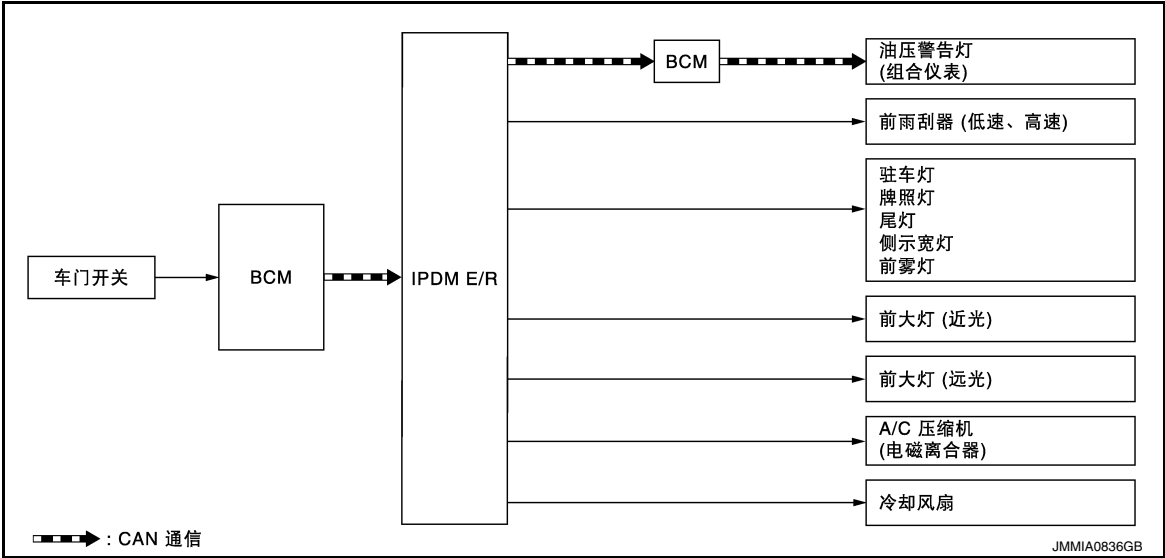 车门开关
BCM
IPDM E/R
BCM
油压警告灯
(组合仪表)
前雨刮器 (低速、高速)
驻车灯
牌照灯
尾灯
侧示宽灯
前雾灯
前大灯 (近光)
前大灯 (远光)
A/C 压缩机
(电磁离合器)
冷却风扇
: CAN 通信
JMMIA0836GB